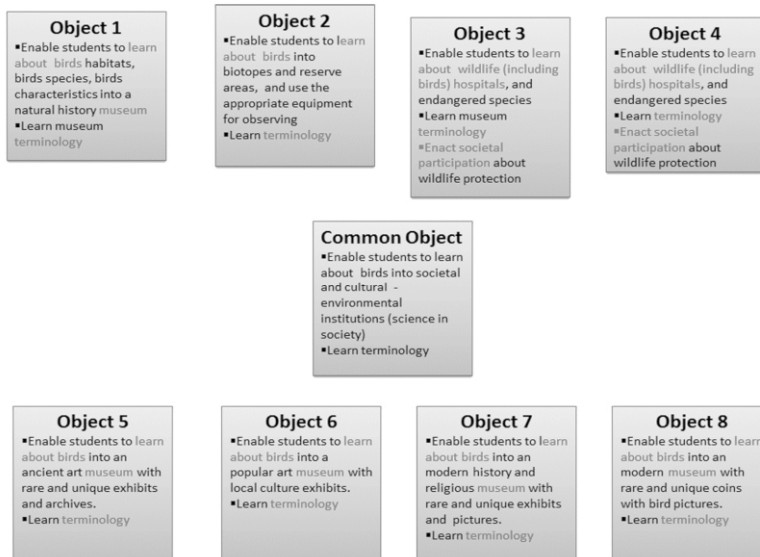 Object 1
▪Enable students to learn
about birds habitats,
birds species, birds
characteristics into a
natural history museum
▪Learn museum
terminology
Object 2
▪Enable students to learn
about birds into
biotopes and reserve
areas, and use the
appropriate equipment
for observing
▪Learn terminology
Object 3
▪Enable students to learn
about wildlife (including
birds) hospitals, and
endangered species
▪Learn museum
terminology
▪Enact societal
participation about
wildlife protection
Object 4
▪Enable students to learn
about wildlife (including
birds) hospitals, and
endangered species
▪Learn terminology
▪Enact societal
participation about
wildlife protection
Common Object
▪Enable students to learn
about birds into societal
and cultural -
environmental
institutions (science in
society)
▪Learn terminology
Object 5
▪Enable students to learn
about birds into an
ancient art museum with
rare and unique exhibits
and archives.
▪Learn terminology
Object 6
▪Enable students to learn
about birds into a
popular art museum with
local culture exhibits.
▪Learn terminology
Object 7
▪Enable students to learn
about birds into an
modern history and
religious museum with
rare and unique exhibits
and pictures.
▪Learn terminology
Object 8
▪Enable students to learn
about birds into an
modern museum with
rare and unique coins
with bird pictures.
▪Learn terminology